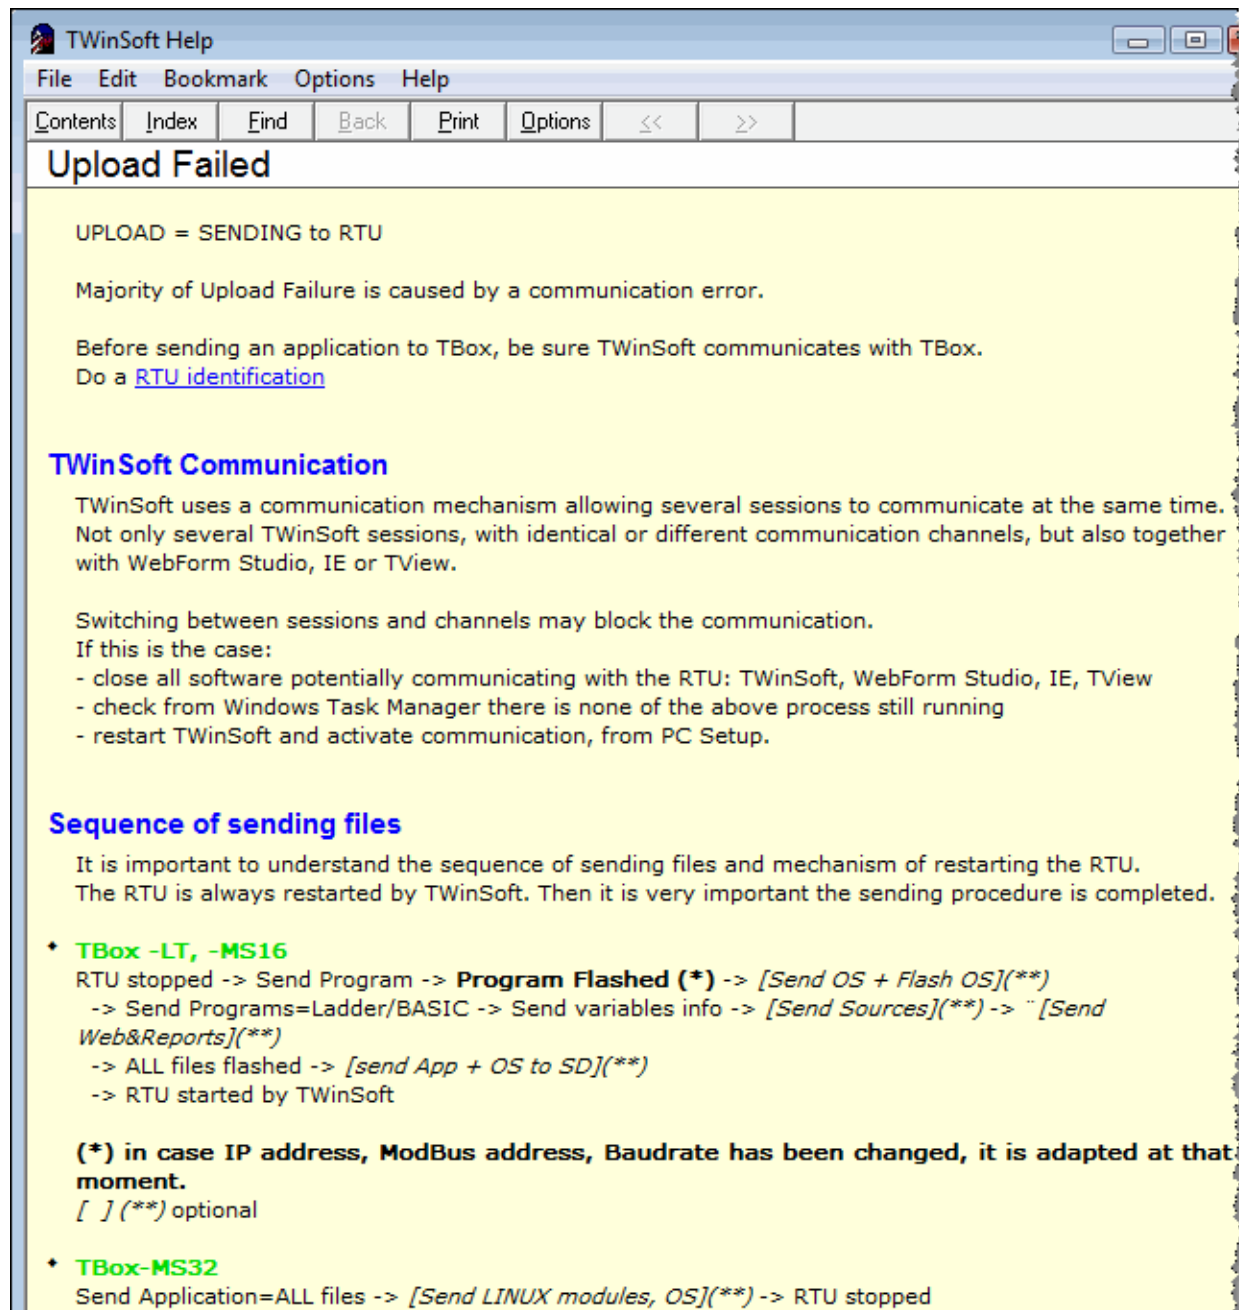 TWinSoft Help
File Edit Bookmark Options Help
Contents Index Find Back Print Options << >>
Upload Failed
UPLOAD = SENDING to RTU
Majority of Upload Failure is caused by a communication error.
Before sending an application to TBox, be sure TWinSoft communicates with TBox.
Do a RTU identification
TWinSoft Communication
TWinSoft uses a communication mechanism allowing several sessions to communicate at the same time.
Not only several TWinSoft sessions, with identical or different communication channels, but also together
with WebForm Studio, IE or TView.
Switching between sessions and channels may block the communication.
If this is the case:
- close all software potentially communicating with the RTU: TWinSoft, WebForm Studio, IE, TView
- check from Windows Task Manager there is none of the above process still running
- restart TWinSoft and activate communication, from PC Setup.
Sequence of sending files
It is important to understand the sequence of sending files and mechanism of restarting the RTU.
The RTU is always restarted by TWinSoft. Then it is very important the sending procedure is completed.
TBox -LT, -MS16
RTU stopped -> Send Program -> Program Flashed (*) -> [Send OS + Flash OS](**)
-> Send Programs=Ladder/BASIC -> Send variables info -> [Send Sources](**) -> ¨ [Send
Web&Reports](**)
-> ALL files flashed -> [send App + OS to SD](**)
-> RTU started by TWinSoft
(*) in case IP address, ModBus address, Baudrate has been changed, it is adapted at that
moment.
[ ] (**) optional
TBox-MS32
Send Application=ALL files -> [Send LINUX modules, OS](**) -> RTU stopped